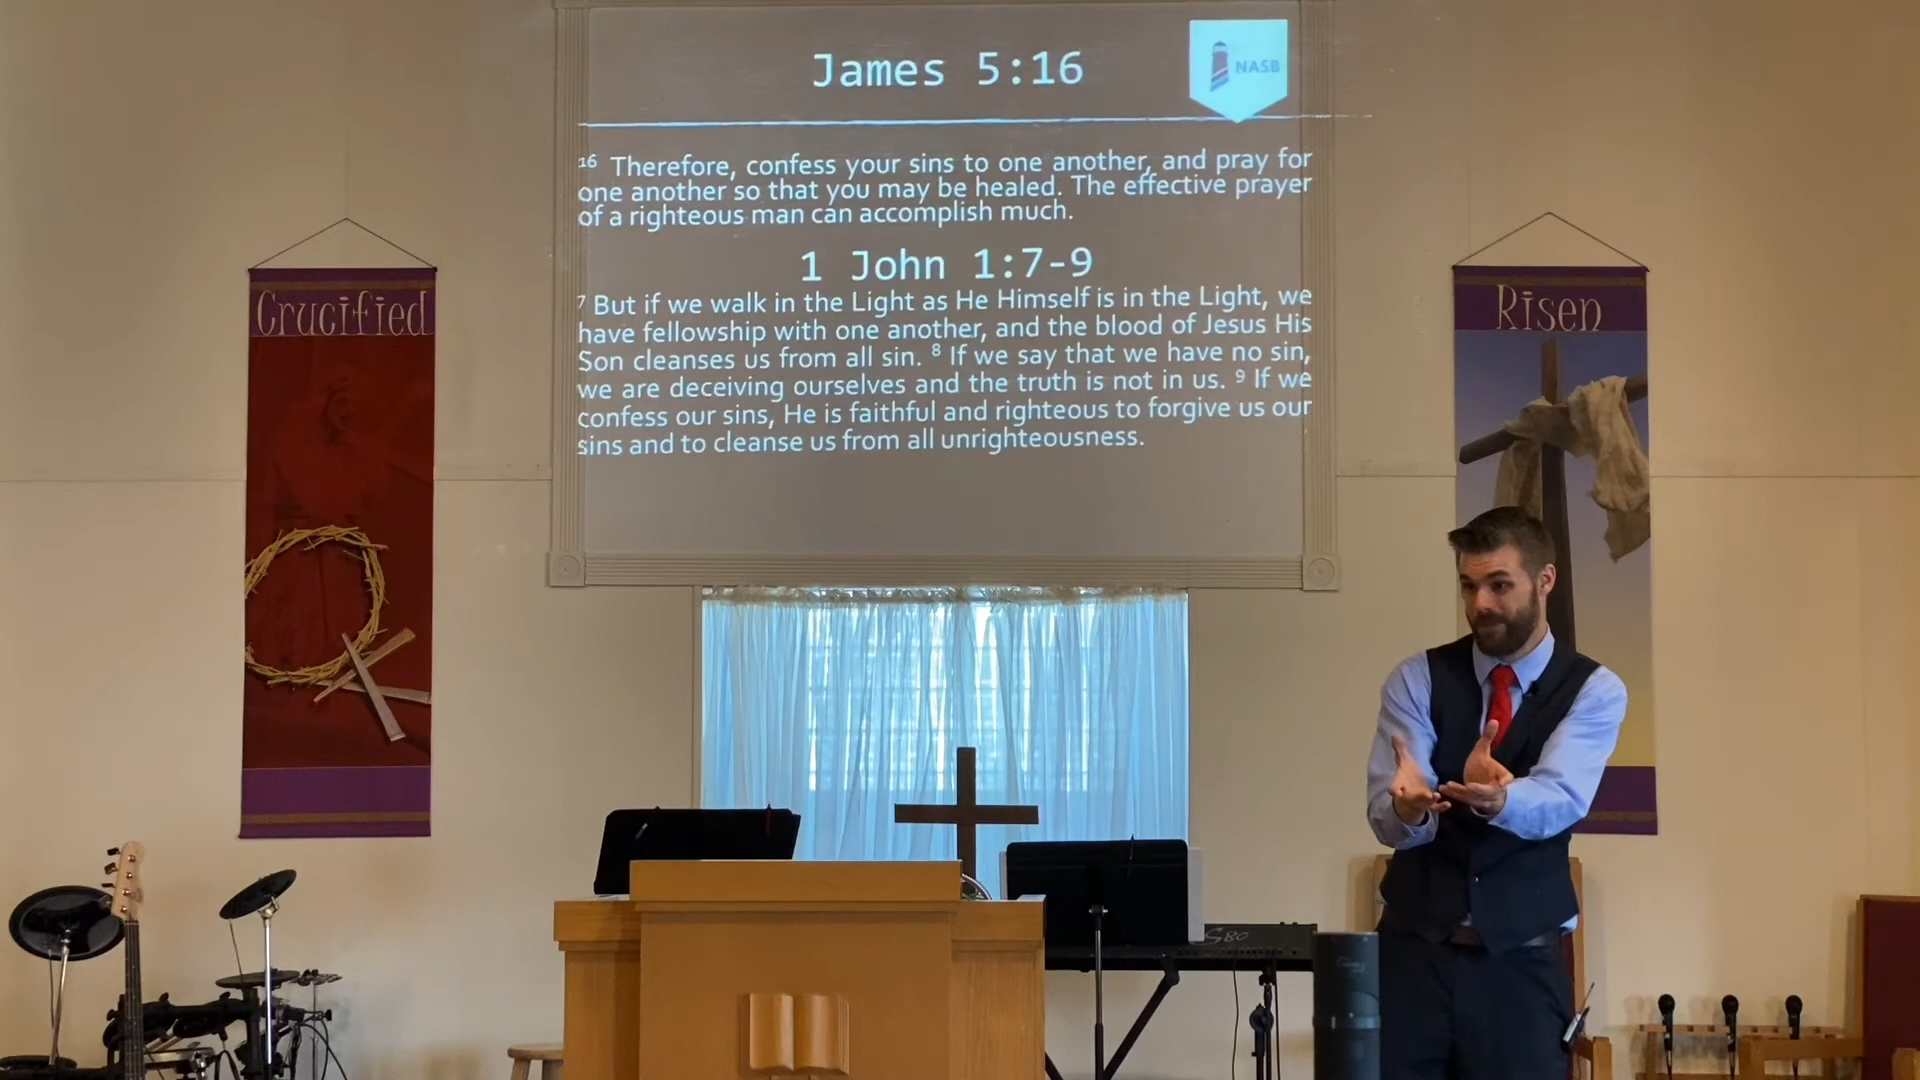 James 5:16
NASB
16 Therefore, confess your sins to one another, and pray for
one another so that you may be healed. The effective prayer
of a righteous man can accomplish much.
1 John 1:7-9
7 But if we walk in the Light as He Himself is in the Light, we
have fellowship with one another, and the blood of Jesus His
Son cleanses us from all sin. 8 If we say that we have no sin,
we are deceiving ourselves and the truth is not in us. 9 If we
confess our sins, He is faithful and righteous to forgive us our
sins and to cleanse us from all unrighteousness.
Crucified
Risen
S80